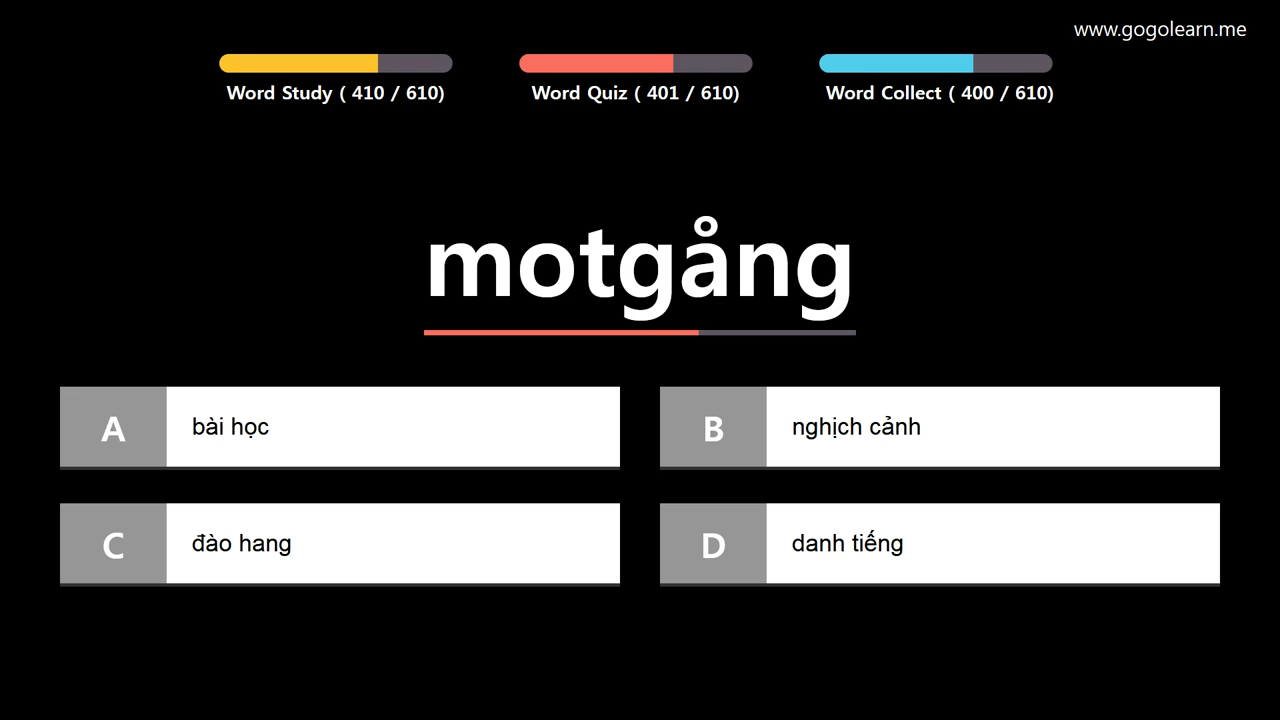 www.gogolearn.me
Word Study ( 410 / 610)
Word Quiz ( 401 / 610)
Word Collect ( 400 / 610)
motgång
A bài học
B nghịch cảnh
C đào hang
D danh tiếng